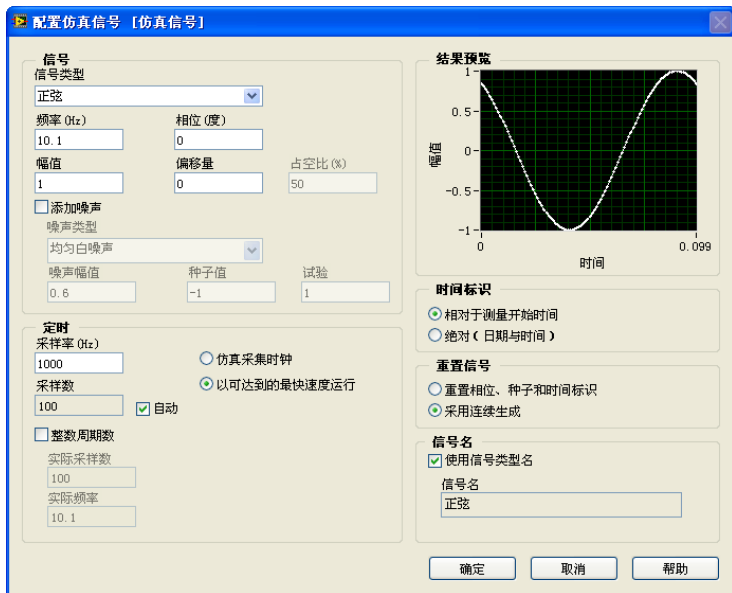 配置仿真信号 [仿真信号]
信号
信号类型
正弦
频率(Hz)
相位(度)
10.1
0
幅值
偏移量
占空比(%)
1
0
50
添加噪声
噪声类型
均匀白噪声
噪声幅值
种子值
试验
0.6
-1
1
定时
采样率(Hz)
1000
仿真采集时钟
以可达到的最快速度运行
采样数
100
自动
整数周期数
实际采样数
100
实际频率
10.1
结果预览
幅值
1
0.5
0
-0.5
-1
0
0.099
时间
时间标识
相对于测量开始时间
绝对(日期与时间)
重置信号
重置相位、种子和时间标识
采用连续生成
信号名
使用信号类型名
信号名
正弦
确定
取消
帮助